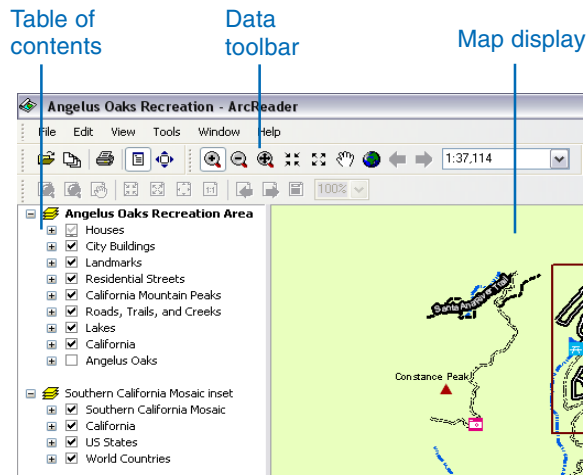 Table of
contents
Data
toolbar
Map display
Angelus Oaks Recreation - ArcReader
File Edit View Tools Window Help
1:37,114
1:1
100%
Angelus Oaks Recreation Area
Houses
City Buildings
Landmarks
Residential Streets
California Mountain Peaks
Roads, Trails, and Creeks
Lakes
California
Angelus Oaks
Southern California Mosaic inset
Southern California Mosaic
California
US States
World Countries
Santa Ana River Trail
Constance Peak